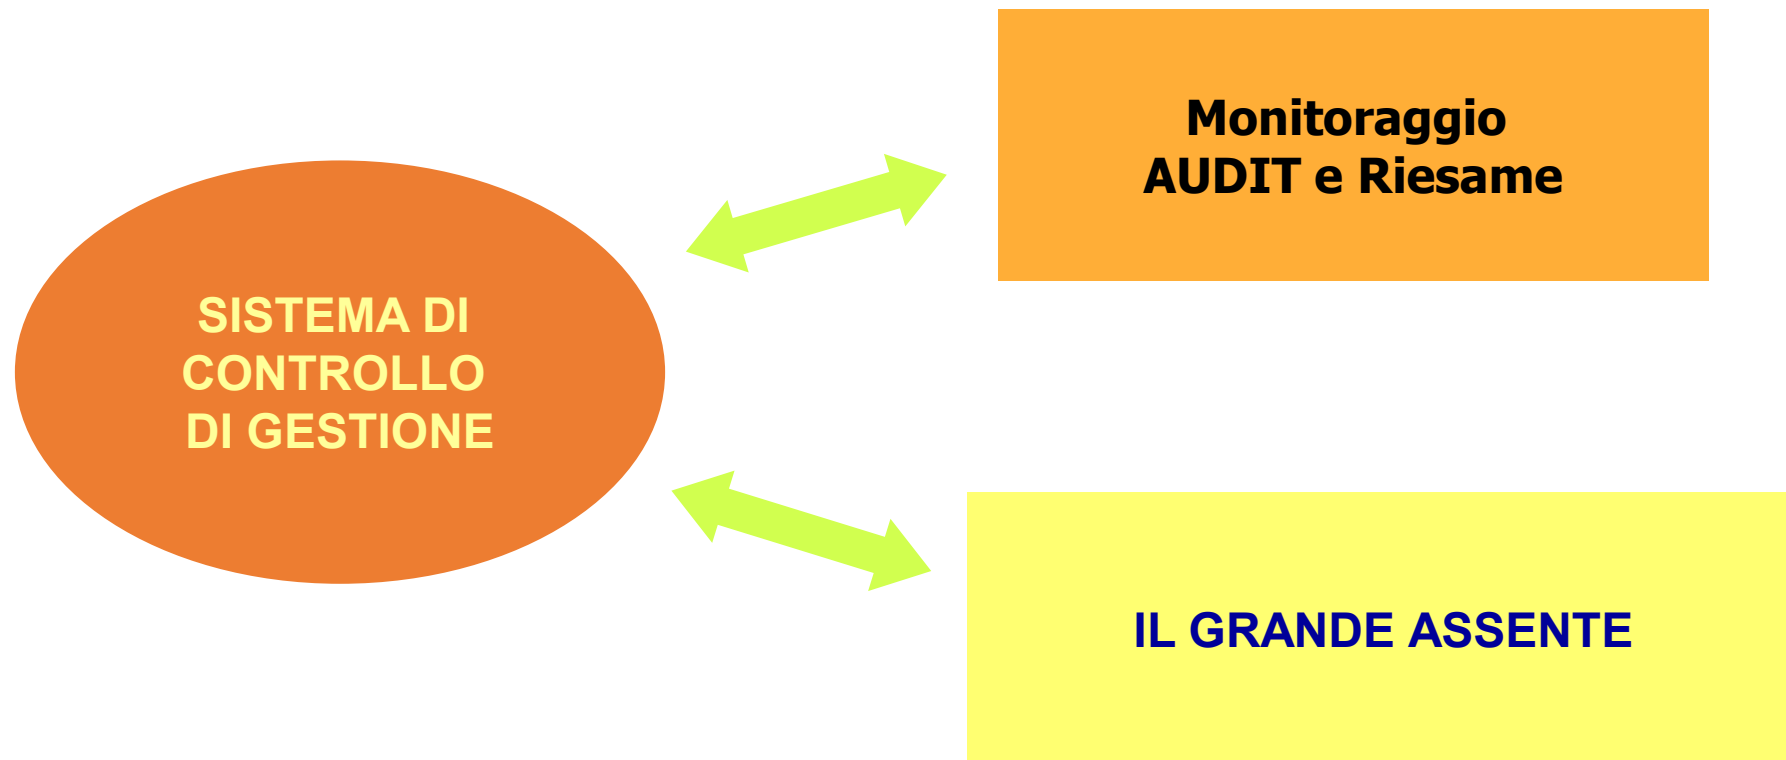 SISTEMA DI
CONTROLLO
DI GESTIONE
Monitoraggio
AUDIT e Riesame
IL GRANDE ASSENTE